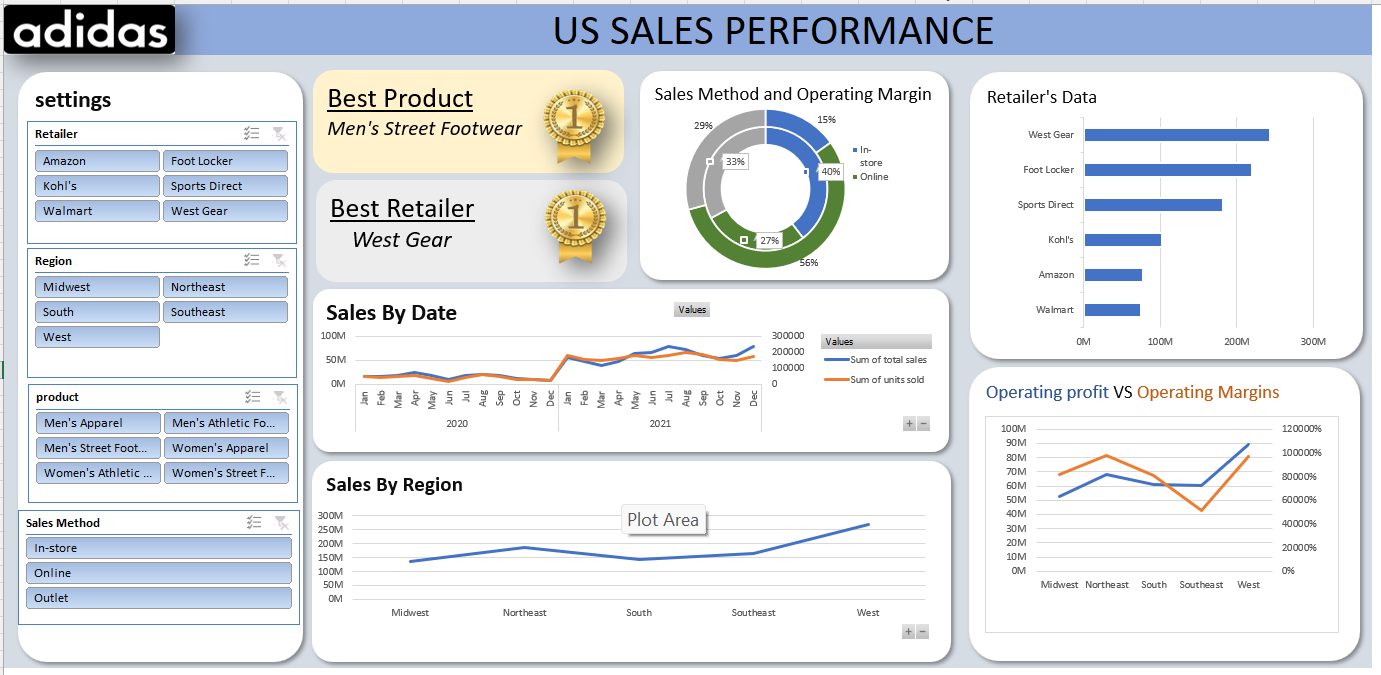 adidas
US SALES PERFORMANCE
settings
Retailer
Amazon
Foot Locker
Kohl's
Sports Direct
Walmart
West Gear
Region
Midwest
Northeast
South
Southeast
West
product
Men's Apparel
Men's Athletic Fo...
Men's Street Foot...
Women's Apparel
Women's Athletic ...
Women's Street F...
Sales Method
In-store
Online
Outlet
Best Product
Men's Street Footwear
1
Best Retailer
West Gear
1
Sales Method and Operating Margin
29%
15%
33%
40%
27%
56%
In-
store
Online
Sales By Date
Values
100M
50M
0M
300000
200000
100000
0
Jan
Feb
Mar
Apr
May
Jun
Jul
Aug
Sep
Oct
Nov
Dec
Jan
Feb
Mar
Apr
May
Jun
Jul
Aug
Sep
Oct
Nov
Dec
2020
2021
Values
Sum of total sales
Sum of units sold
+ −
Sales By Region
Plot Area
300M
250M
200M
150M
100M
50M
0M
Midwest
Northeast
South
Southeast
West
+ −
Retailer's Data
West Gear
Foot Locker
Sports Direct
Kohl's
Amazon
Walmart
0M
100M
200M
300M
Operating profit VS Operating Margins
100M
90M
80M
70M
60M
50M
40M
30M
20M
10M
0M
120000%
100000%
80000%
60000%
40000%
20000%
0%
Midwest
Northeast
South
Southeast
West